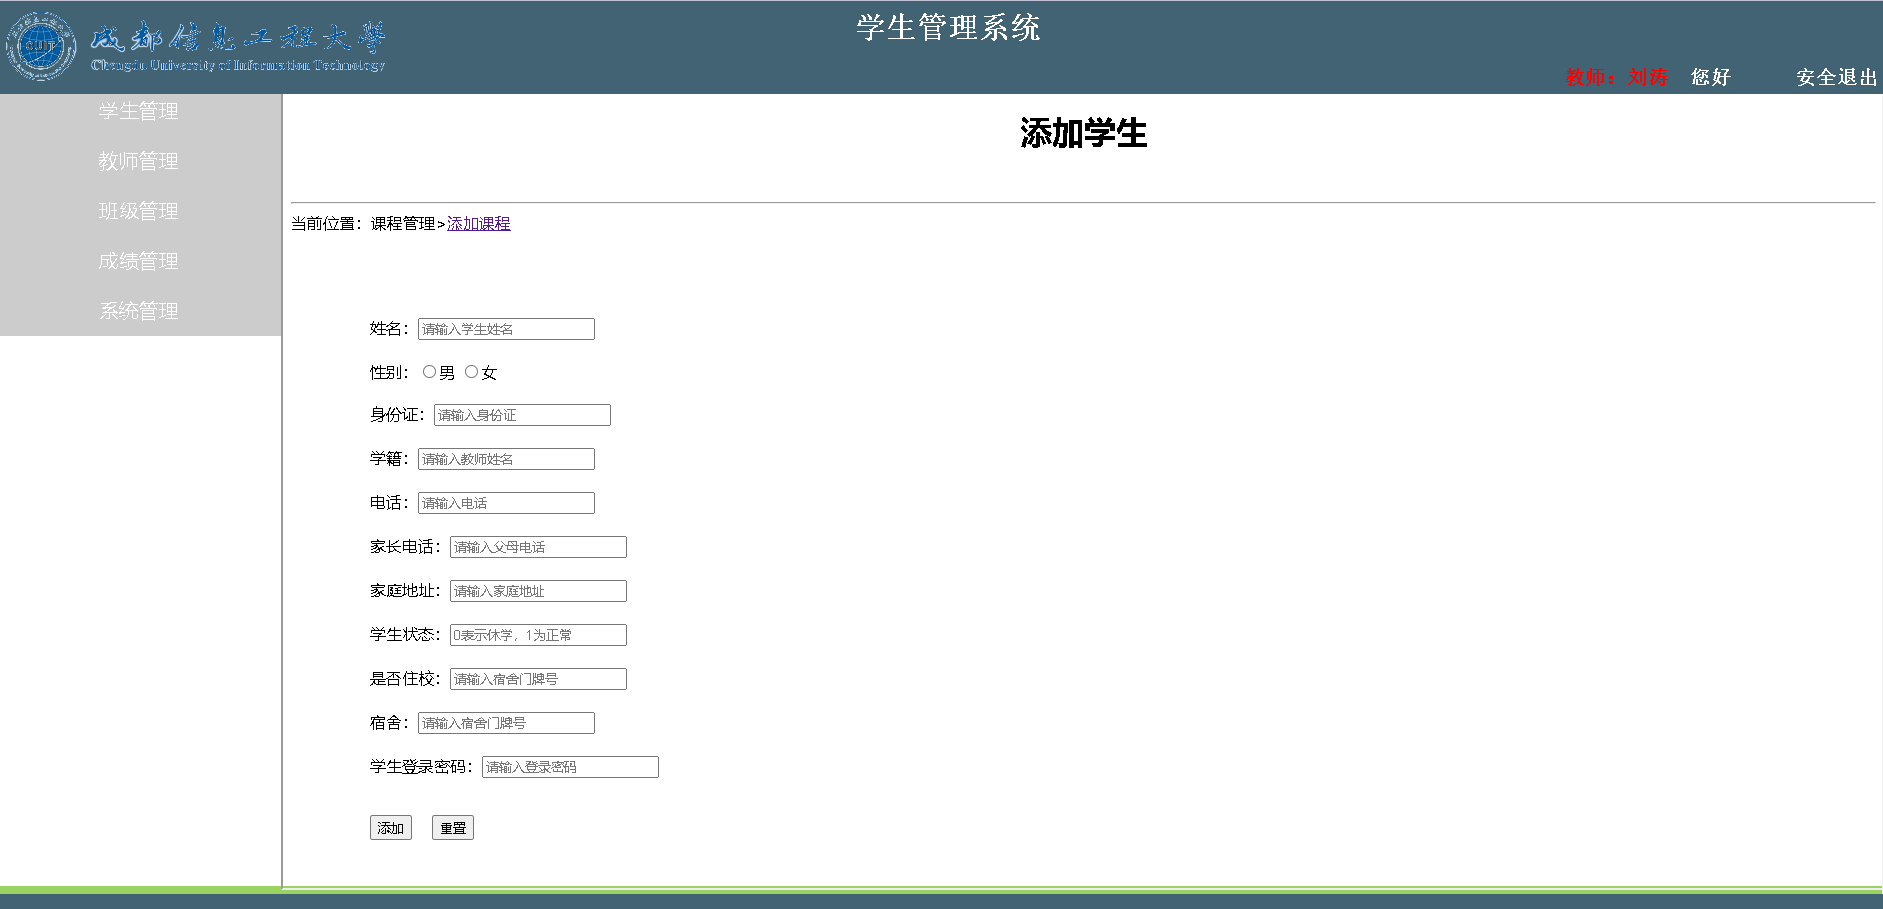 CUIT
成都信息工程大學
Chengdu University of Information Technology
学生管理系统
教师：刘涛 您好 安全退出
学生管理
教师管理
班级管理
成绩管理
系统管理
添加学生
当前位置：课程管理>添加课程
姓名：请输入学生姓名
性别：男 女
身份证：请输入身份证
学籍：请输入教师姓名
电话：请输入电话
家长电话：请输入父母电话
家庭地址：请输入家庭地址
学生状态：0表示休学，1为正常
是否住校：请输入宿舍门牌号
宿舍：请输入宿舍门牌号
学生登录密码：请输入登录密码
添加 重置